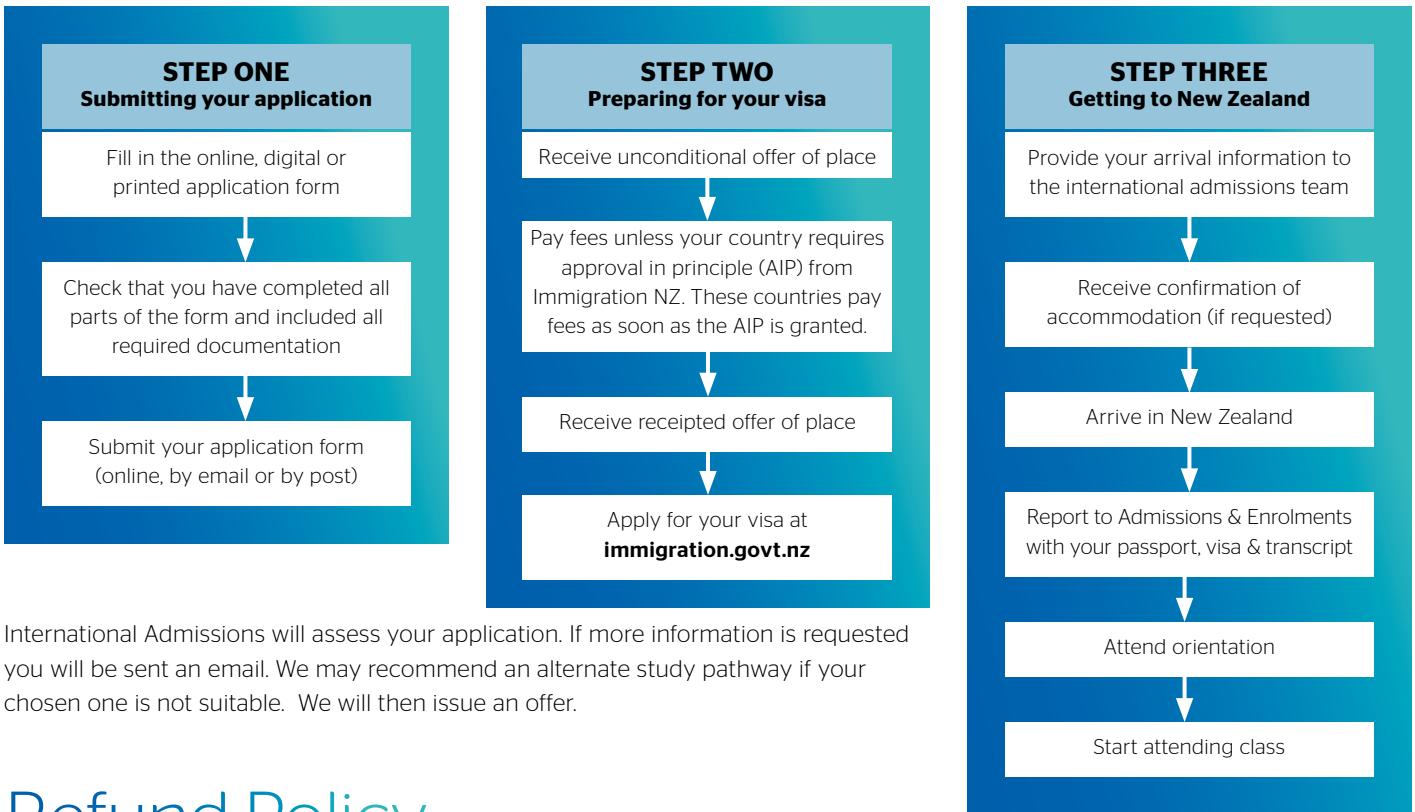 STEP ONE
Submitting your application
Fill in the online, digital or
printed application form
Check that you have completed all
parts of the form and included all
required documentation
Submit your application form
(online, by email or by post)
STEP TWO
Preparing for your visa
Receive unconditional offer of place
Pay fees unless your country requires
approval in principle (AIP) from
Immigration NZ. These countries pay
fees as soon as the AIP is granted.
Receive receipted offer of place
Apply for your visa at
immigration.govt.nz
STEP THREE
Getting to New Zealand
Provide your arrival information to
the international admissions team
Receive confirmation of
accommodation (if requested)
Arrive in New Zealand
Report to Admissions & Enrolments
with your passport, visa & transcript
Attend orientation
Start attending class
International Admissions will assess your application. If more information is requested
you will be sent an email. We may recommend an alternate study pathway if your
chosen one is not suitable.  We will then issue an offer.
Refund Policy